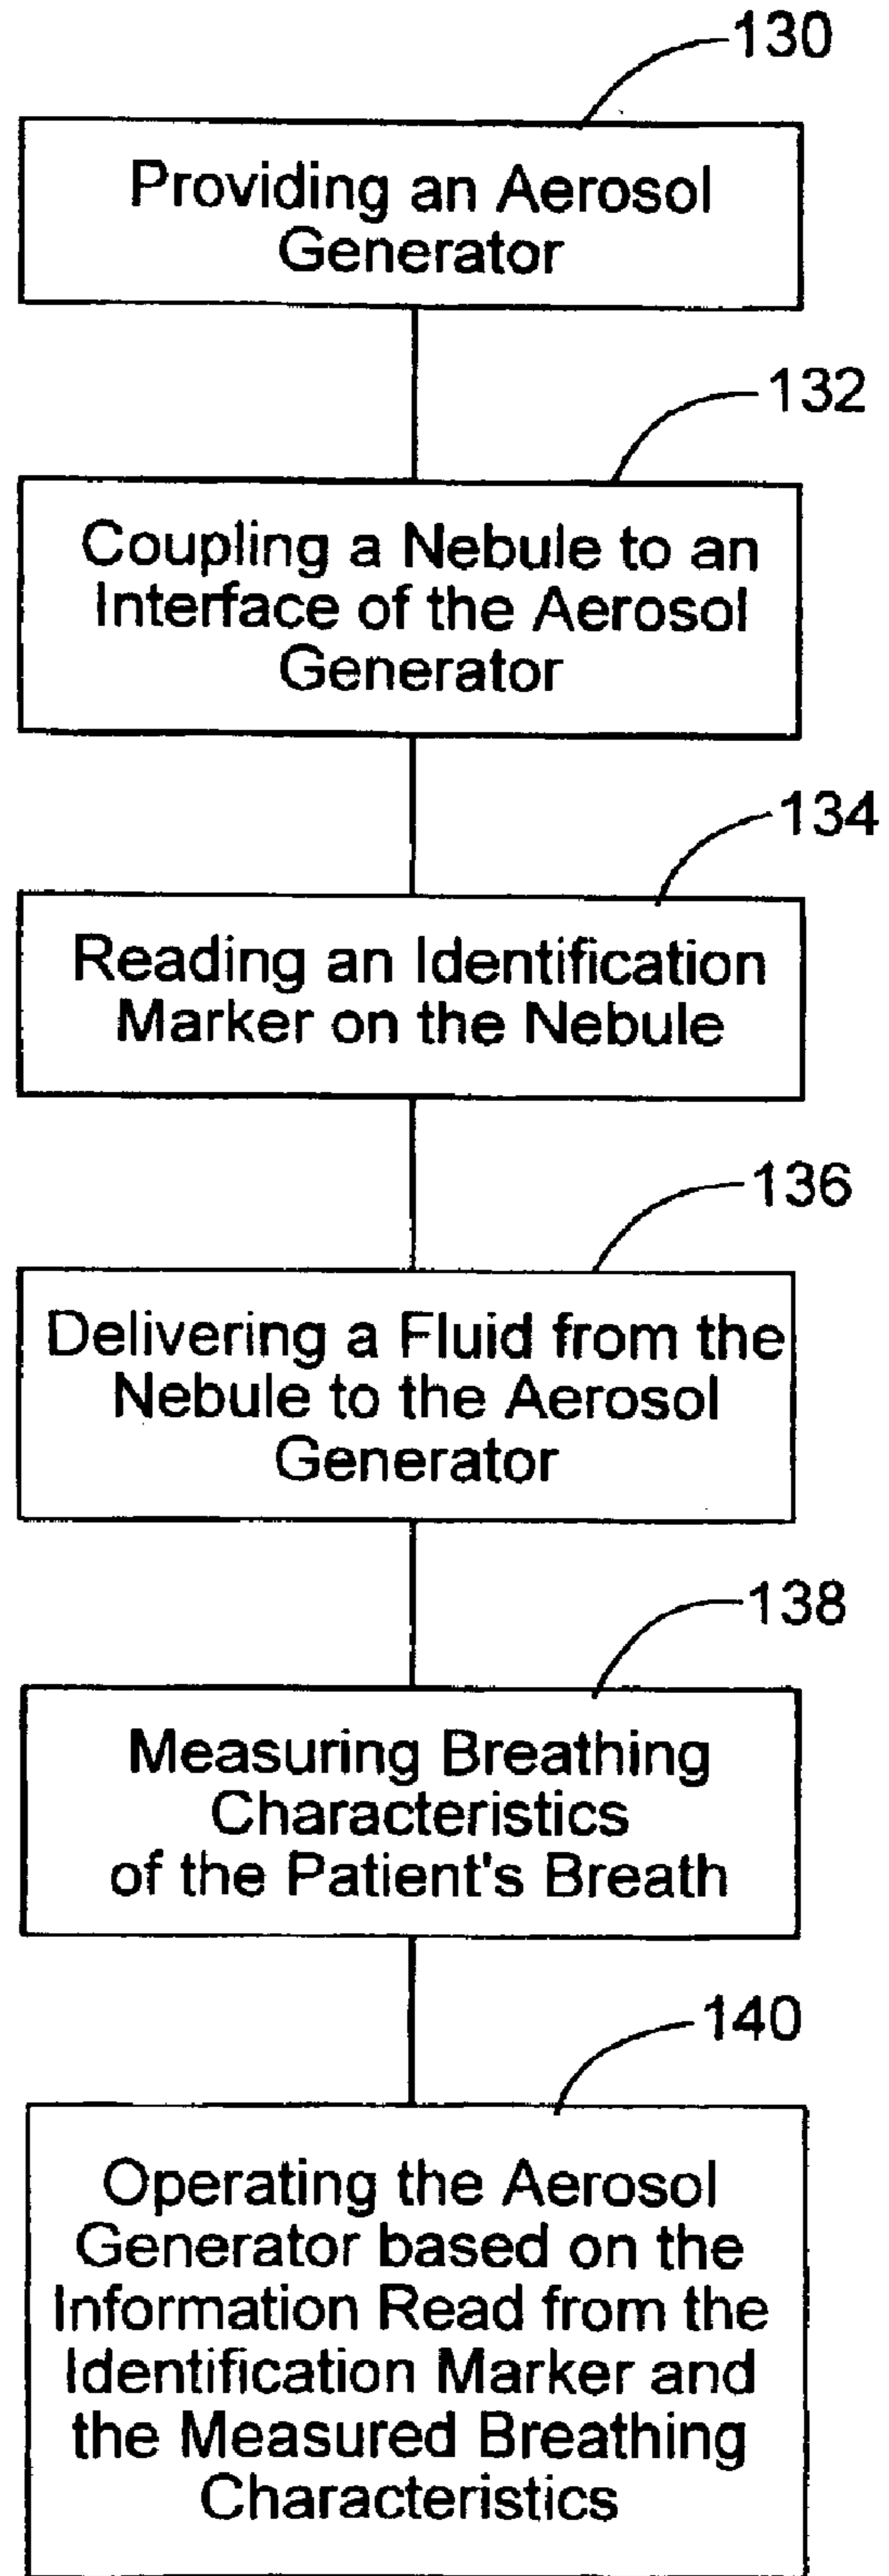 130
Providing an Aerosol
Generator
132
Coupling a Nebule to an
Interface of the Aerosol
Generator
134
Reading an Identification
Marker on the Nebule
136
Delivering a Fluid from the
Nebule to the Aerosol
Generator
138
Measuring Breathing
Characteristics
of the Patient's Breath
140
Operating the Aerosol
Generator based on the
Information Read from the
Identification Marker and
the Measured Breathing
Characteristics